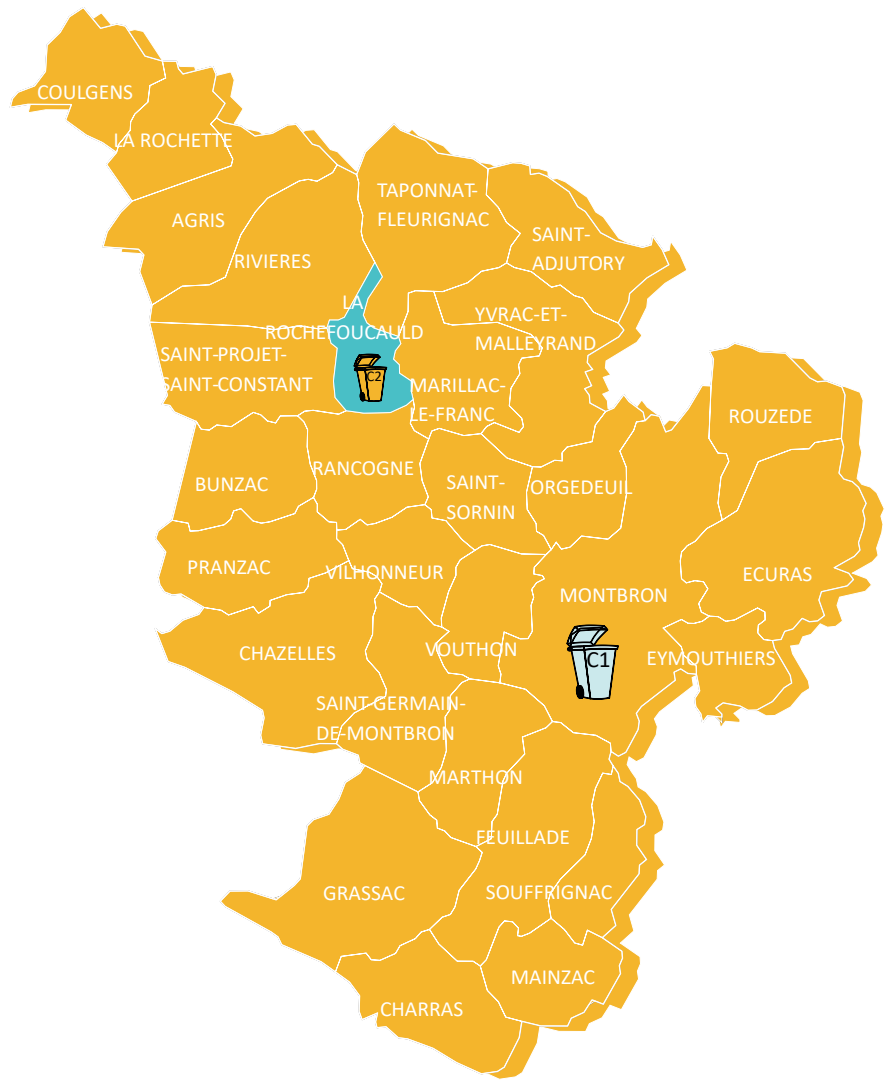 COULGENS
LA ROCHETTE
TAPONNAT-
FLEURIGNAC
AGRIS
SAINT-
ADJUTORY
RIVIERES
LA
ROCHEFOUCAULD
YVRAC-ET-
MALLEYRAND
SAINT-PROJET-
SAINT-CONSTANT
C2
MARILLAC-
LE-FRANC
ROUZEDE
RANCOGNE
BUNZAC
SAINT-
SORNIN
ORGEDEUIL
PRANZAC
VILHONNEUR
ECURAS
MONTBRON
CHAZELLES
VOUTHON
C1
EYMOUTHIERS
SAINT-GERMAIN-
DE-MONTBRON
MARTHON
FEUILLADE
GRASSAC
SOUFFRIGNAC
MAINZAC
CHARRAS